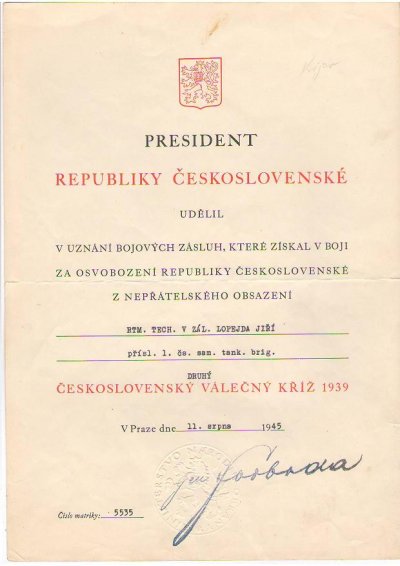 PRESIDENT
REPUBLIKY ČESKOSLOVENSKÉ
UDĚLIL
V UZNÁNÍ BOJOVÝCH ZÁSLUH, KTERÉ ZÍSKAL V BOJI
ZA OSVOBOZENÍ REPUBLIKY ČESKOSLOVENSKÉ
Z NEPŘÁTELSKÉHO OBSAZENÍ
RTM. TECH. V ZÁL. LOPEJDA JIŘÍ
přísl. 1. čs. sam. tank. brig.
DRUHÝ
ČESKOSLOVENSKÝ VÁLEČNÝ KŘÍŽ 1939
V Praze dne 11. srpna 1945
Gen Svoboda
Číslo matriky: 5535